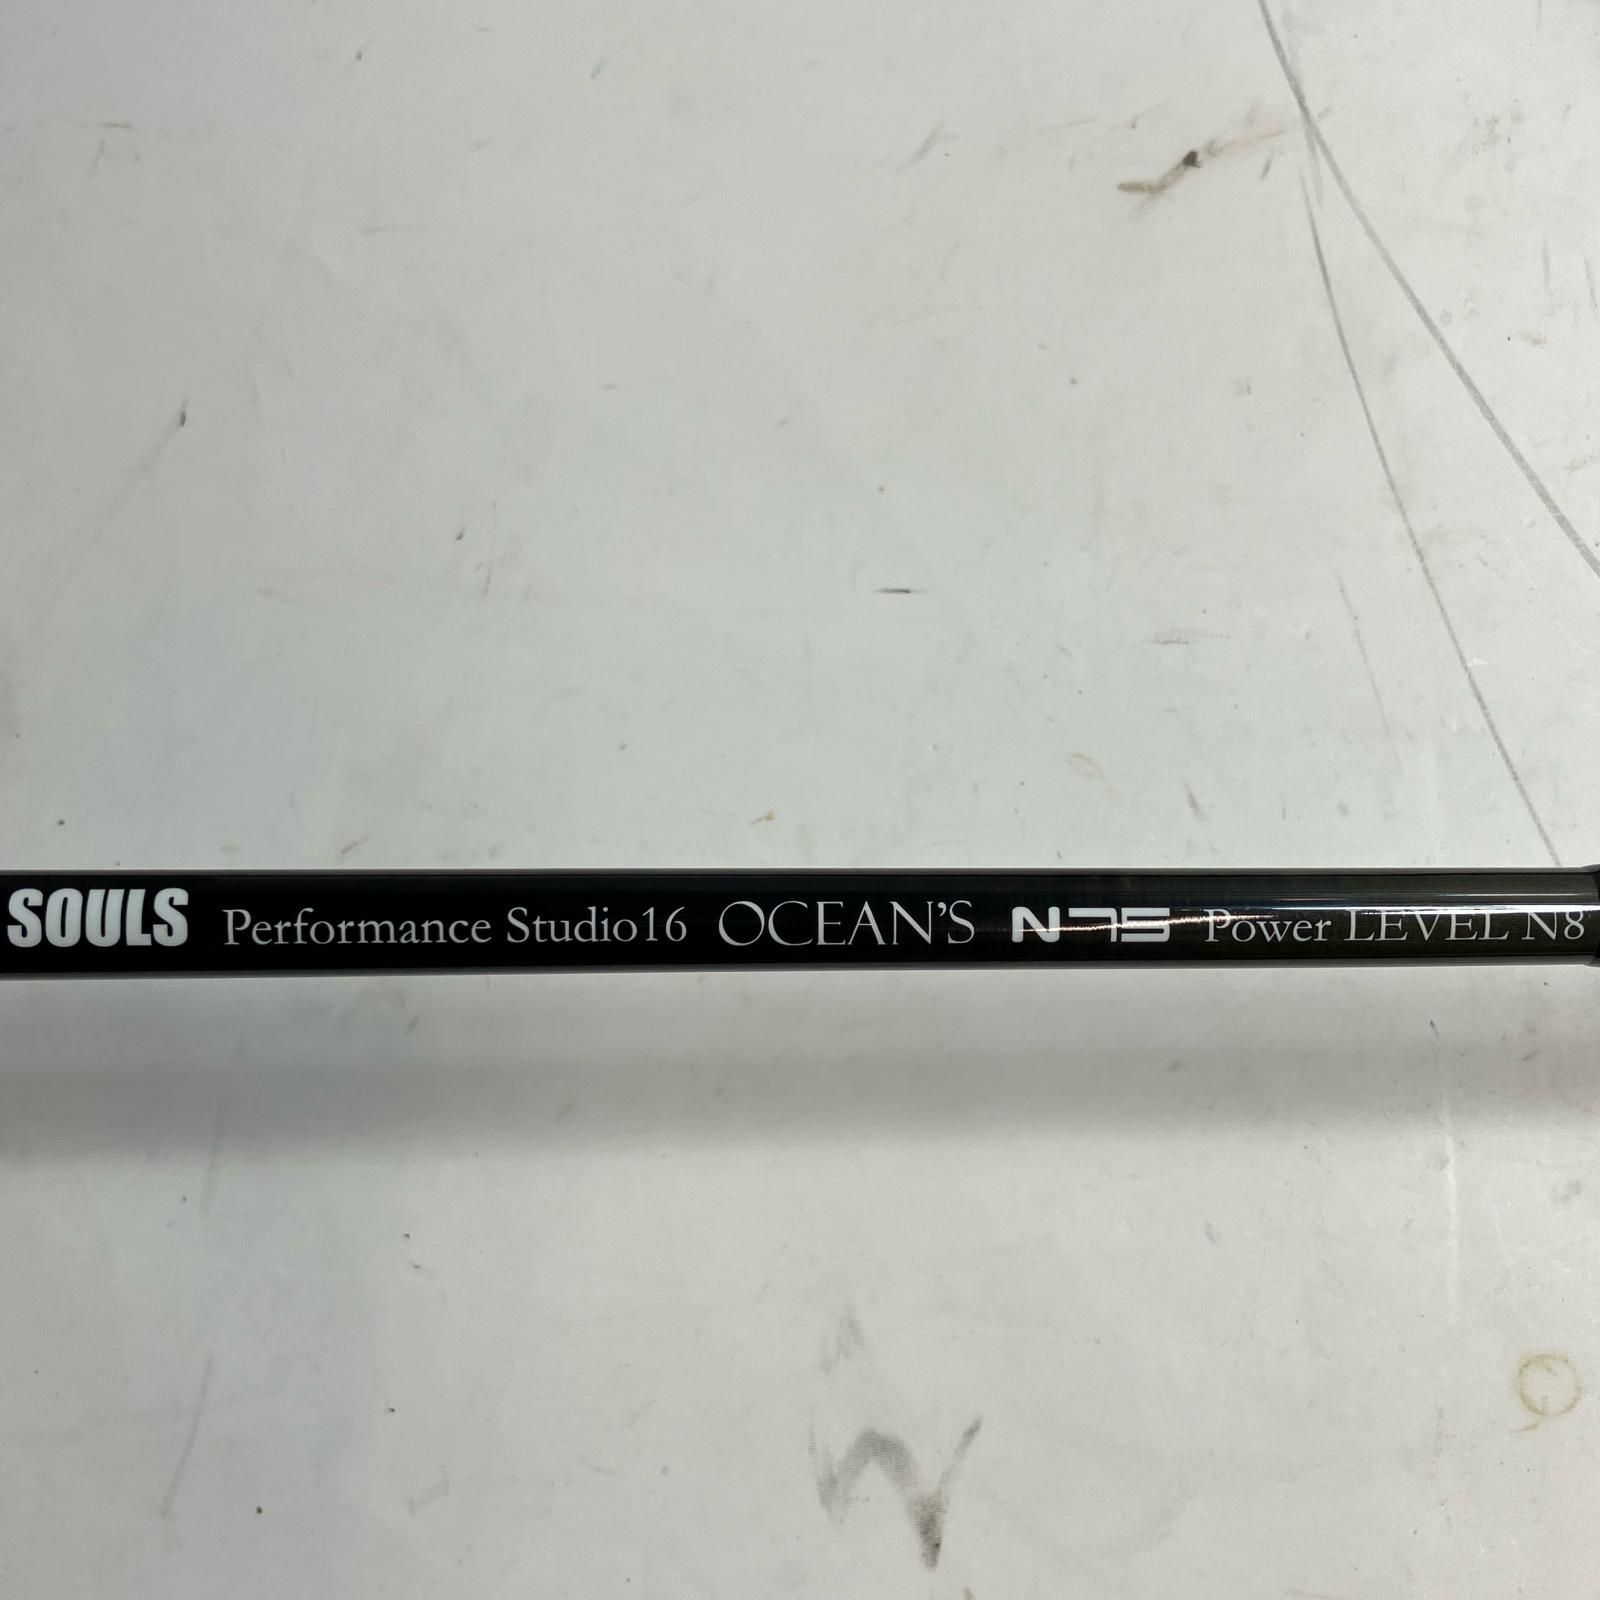 SOULS Performance Studio16 OCEAN'S N75 Power LEVEL N8